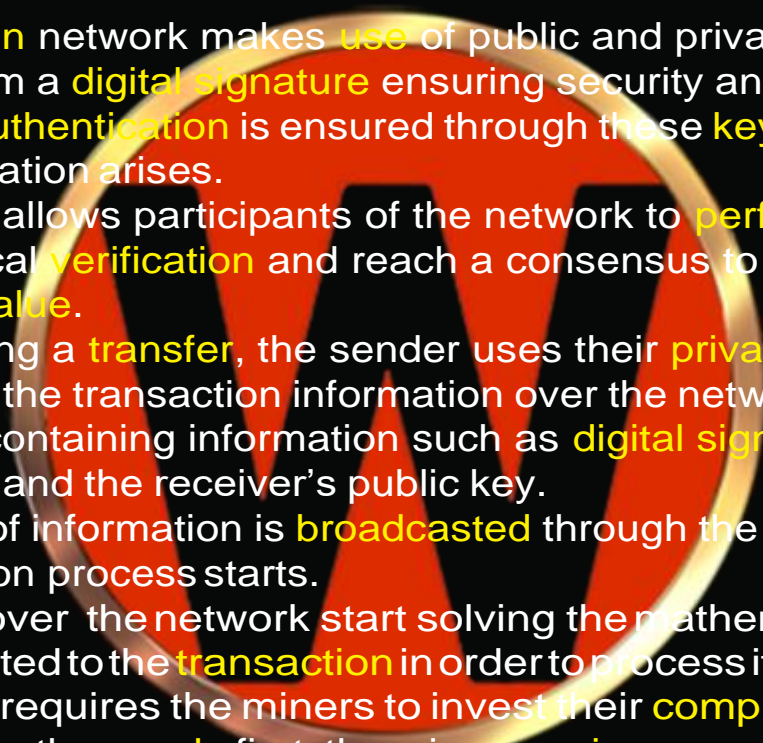 n network makes use of public and priva
m a digital signature ensuring security an
uthentication is ensured through these key
ation arises.
allows participants of the network to perf
cal verification and reach a consensus to
alue.
ng a transfer, the sender uses their priva
the transaction information over the netw
containing information such as digital sign
and the receiver's public key.
of information is broadcasted through the
on process starts.
over the network start solving the mathem
ted to the transaction in order to process it
requires the miners to invest their comp
W